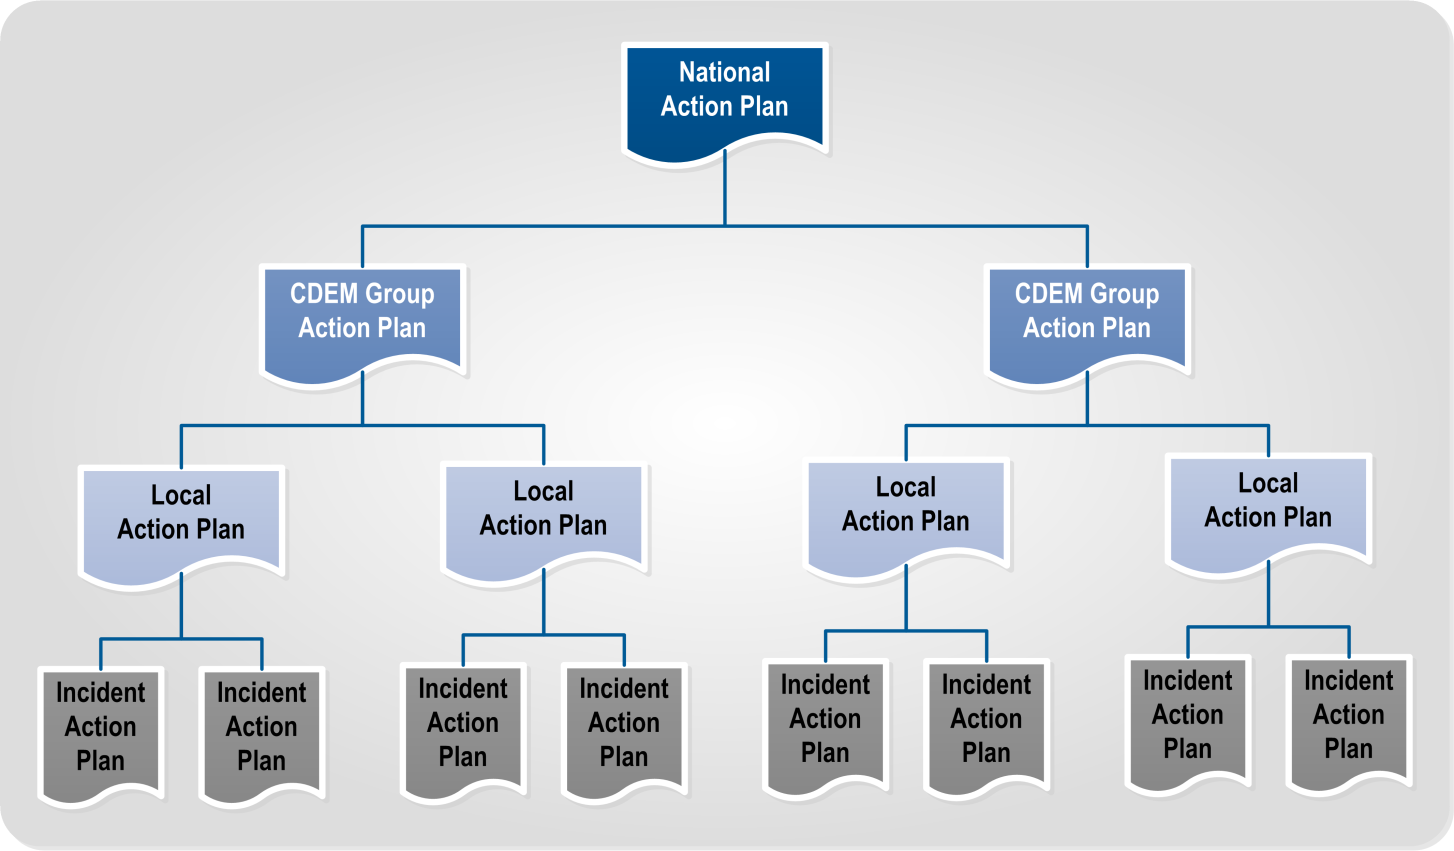 National
Action Plan
CDEM Group
Action Plan
CDEM Group
Action Plan
Local
Action Plan
Local
Action Plan
Local
Action Plan
Local
Action Plan
Incident
Action
Plan
Incident
Action
Plan
Incident
Action
Plan
Incident
Action
Plan
Incident
Action
Plan
Incident
Action
Plan
Incident
Action
Plan
Incident
Action
Plan